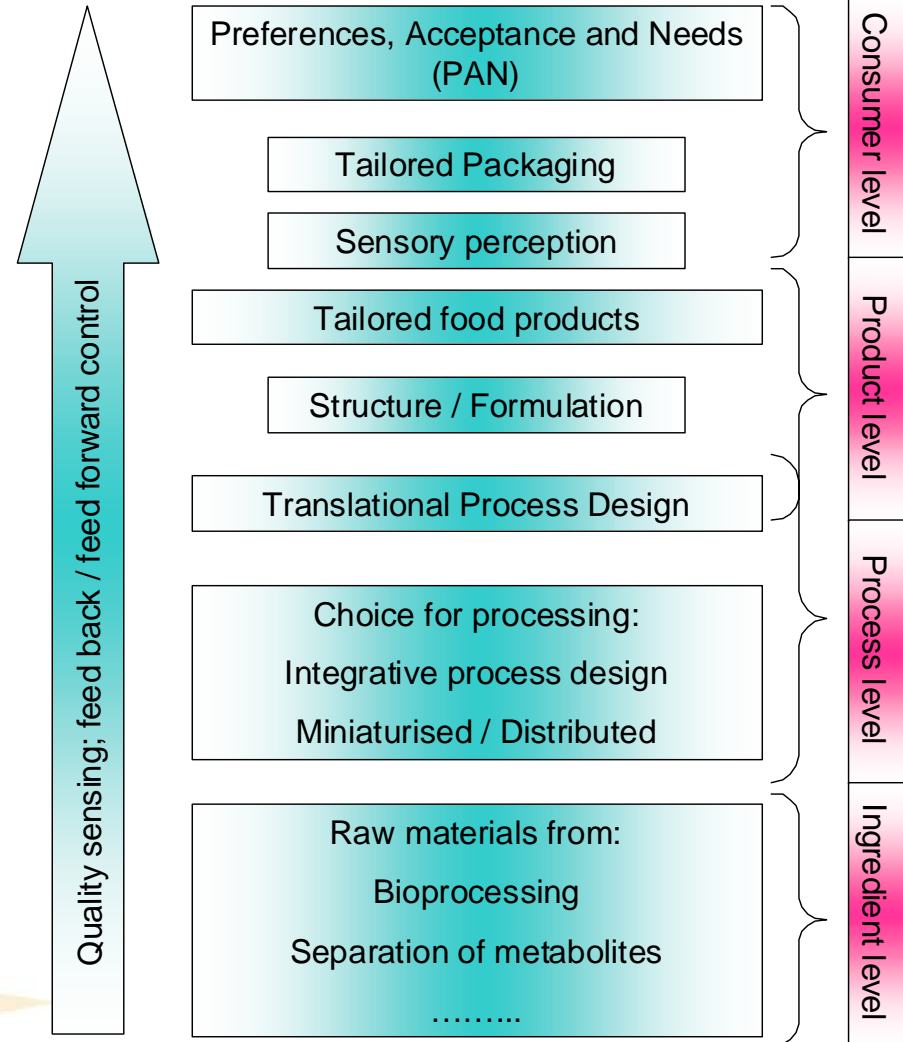 Preferences, Acceptance and Needs
(PAN)
Tailored Packaging
Sensory perception
Tailored food products
Structure / Formulation
Translational Process Design
Choice for processing:
Integrative process design
Miniaturised / Distributed
Raw materials from:
Bioprocessing
Separation of metabolites
……...
Quality sensing; feed back / feed forward control
Consumer level
Product level
Process level
Ingredient level